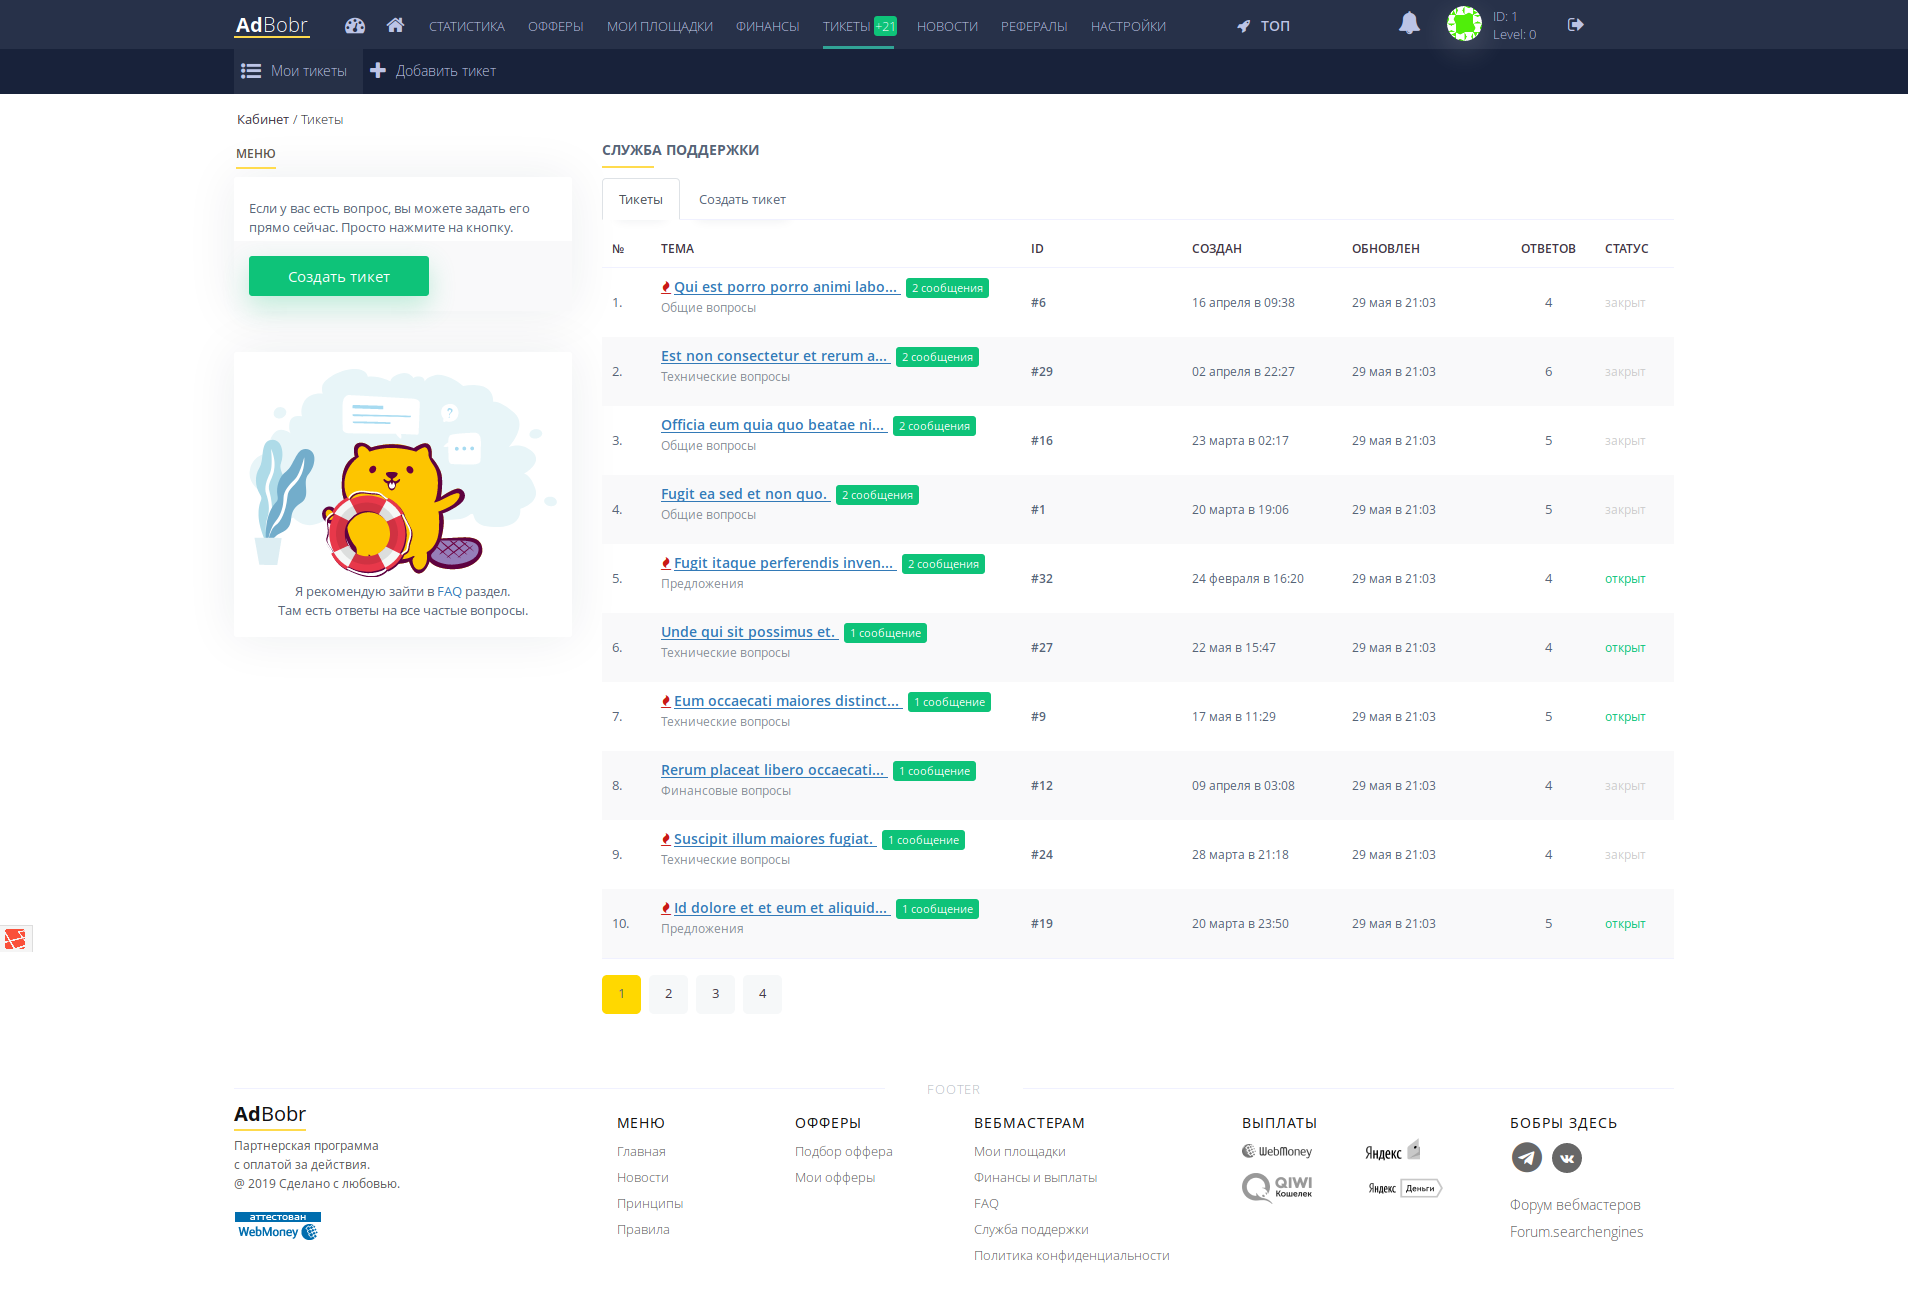 AdBobr СТАТИСТИКА ОФФЕРЫ МОИ ПЛОЩАДКИ ФИНАНСЫ ТИКЕТЫ +21 НОВОСТИ РЕФЕРАЛЫ НАСТРОЙКИ ТОП ID: 1
Level: 0
Мои тикеты Добавить тикет
Кабинет / Тикеты
МЕНЮ
Если у вас есть вопрос, вы можете задать его
прямо сейчас. Просто нажмите на кнопку.
Создать тикет
?
Я рекомендую зайти в FAQ раздел.
Там есть ответы на все частые вопросы.
СЛУЖБА ПОДДЕРЖКИ
Тикеты Создать тикет
№ ТЕМА ID СОЗДАН ОБНОВЛЕН ОТВЕТОВ СТАТУС
1. Qui est porro porro animi labo... 2 сообщения #6 16 апреля в 09:38 29 мая в 21:03 4 закрыт
Общие вопросы
2. Est non consectetur et rerum a... 2 сообщения #29 02 апреля в 22:27 29 мая в 21:03 6 закрыт
Технические вопросы
3. Officia eum quia quo beatae ni... 2 сообщения #16 23 марта в 02:17 29 мая в 21:03 5 закрыт
Общие вопросы
4. Fugit ea sed et non quo. 2 сообщения #1 20 марта в 19:06 29 мая в 21:03 5 закрыт
Общие вопросы
5. Fugit itaque perferendis inven... 2 сообщения #32 24 февраля в 16:20 29 мая в 21:03 4 открыт
Предложения
6. Unde qui sit possimus et. 1 сообщение #27 22 мая в 15:47 29 мая в 21:03 4 открыт
Технические вопросы
7. Eum occaecati maiores distinct... 1 сообщение #9 17 мая в 11:29 29 мая в 21:03 5 открыт
Технические вопросы
8. Rerum placeat libero occaecati... 1 сообщение #12 09 апреля в 03:08 29 мая в 21:03 4 закрыт
Финансовые вопросы
9. Suscipit illum maiores fugiat. 1 сообщение #24 28 марта в 21:18 29 мая в 21:03 4 закрыт
Технические вопросы
10. Id dolore et et eum et aliquid... 1 сообщение #19 20 марта в 23:50 29 мая в 21:03 5 открыт
Предложения
1 2 3 4
FOOTER
AdBobr
Партнерская программа
с оплатой за действия.
@ 2019 Сделано с любовью.
аттестован
WebMoney
МЕНЮ
Главная
Новости
Принципы
Правила
ОФФЕРЫ
Подбор оффера
Мои офферы
ВЕБМАСТЕРАМ
Мои площадки
Финансы и выплаты
FAQ
Служба поддержки
Политика конфиденциальности
ВЫПЛАТЫ
WebMoney Яндекс
QIWI Кошелек Яндекс Деньги
БОБРЫ ЗДЕСЬ
Форум вебмастеров
Forum.searchengines